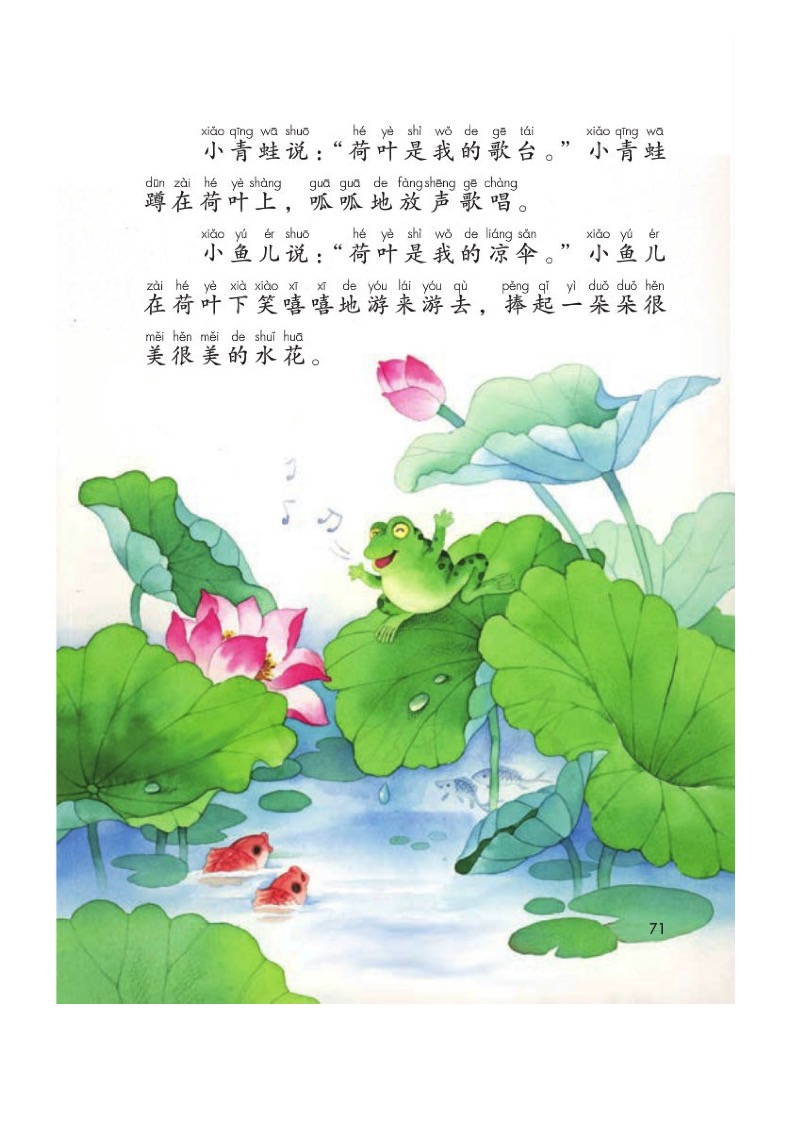 xiǎo qīng wā shuō hé yè shì wǒ de gē tái xiǎo qīng wā
小青蛙说：“荷叶是我的歌台。”小青蛙
dūn zài hé yè shàng guā guā de fàng shēng gē chàng
蹲在荷叶上，呱呱地放声歌唱。
xiǎo yú ér shuō hé yè shì wǒ de liáng sǎn xiǎo yú ér
小鱼儿说：“荷叶是我的凉伞。”小鱼儿
zài hé yè xià xiào xī xī de yóu lái yóu qù pěng qǐ yì duǒ duǒ hěn
在荷叶下笑嘻嘻地游来游去，捧起一朵朵很
měi hěn měi de shuǐ huā
美很美的水花。
71